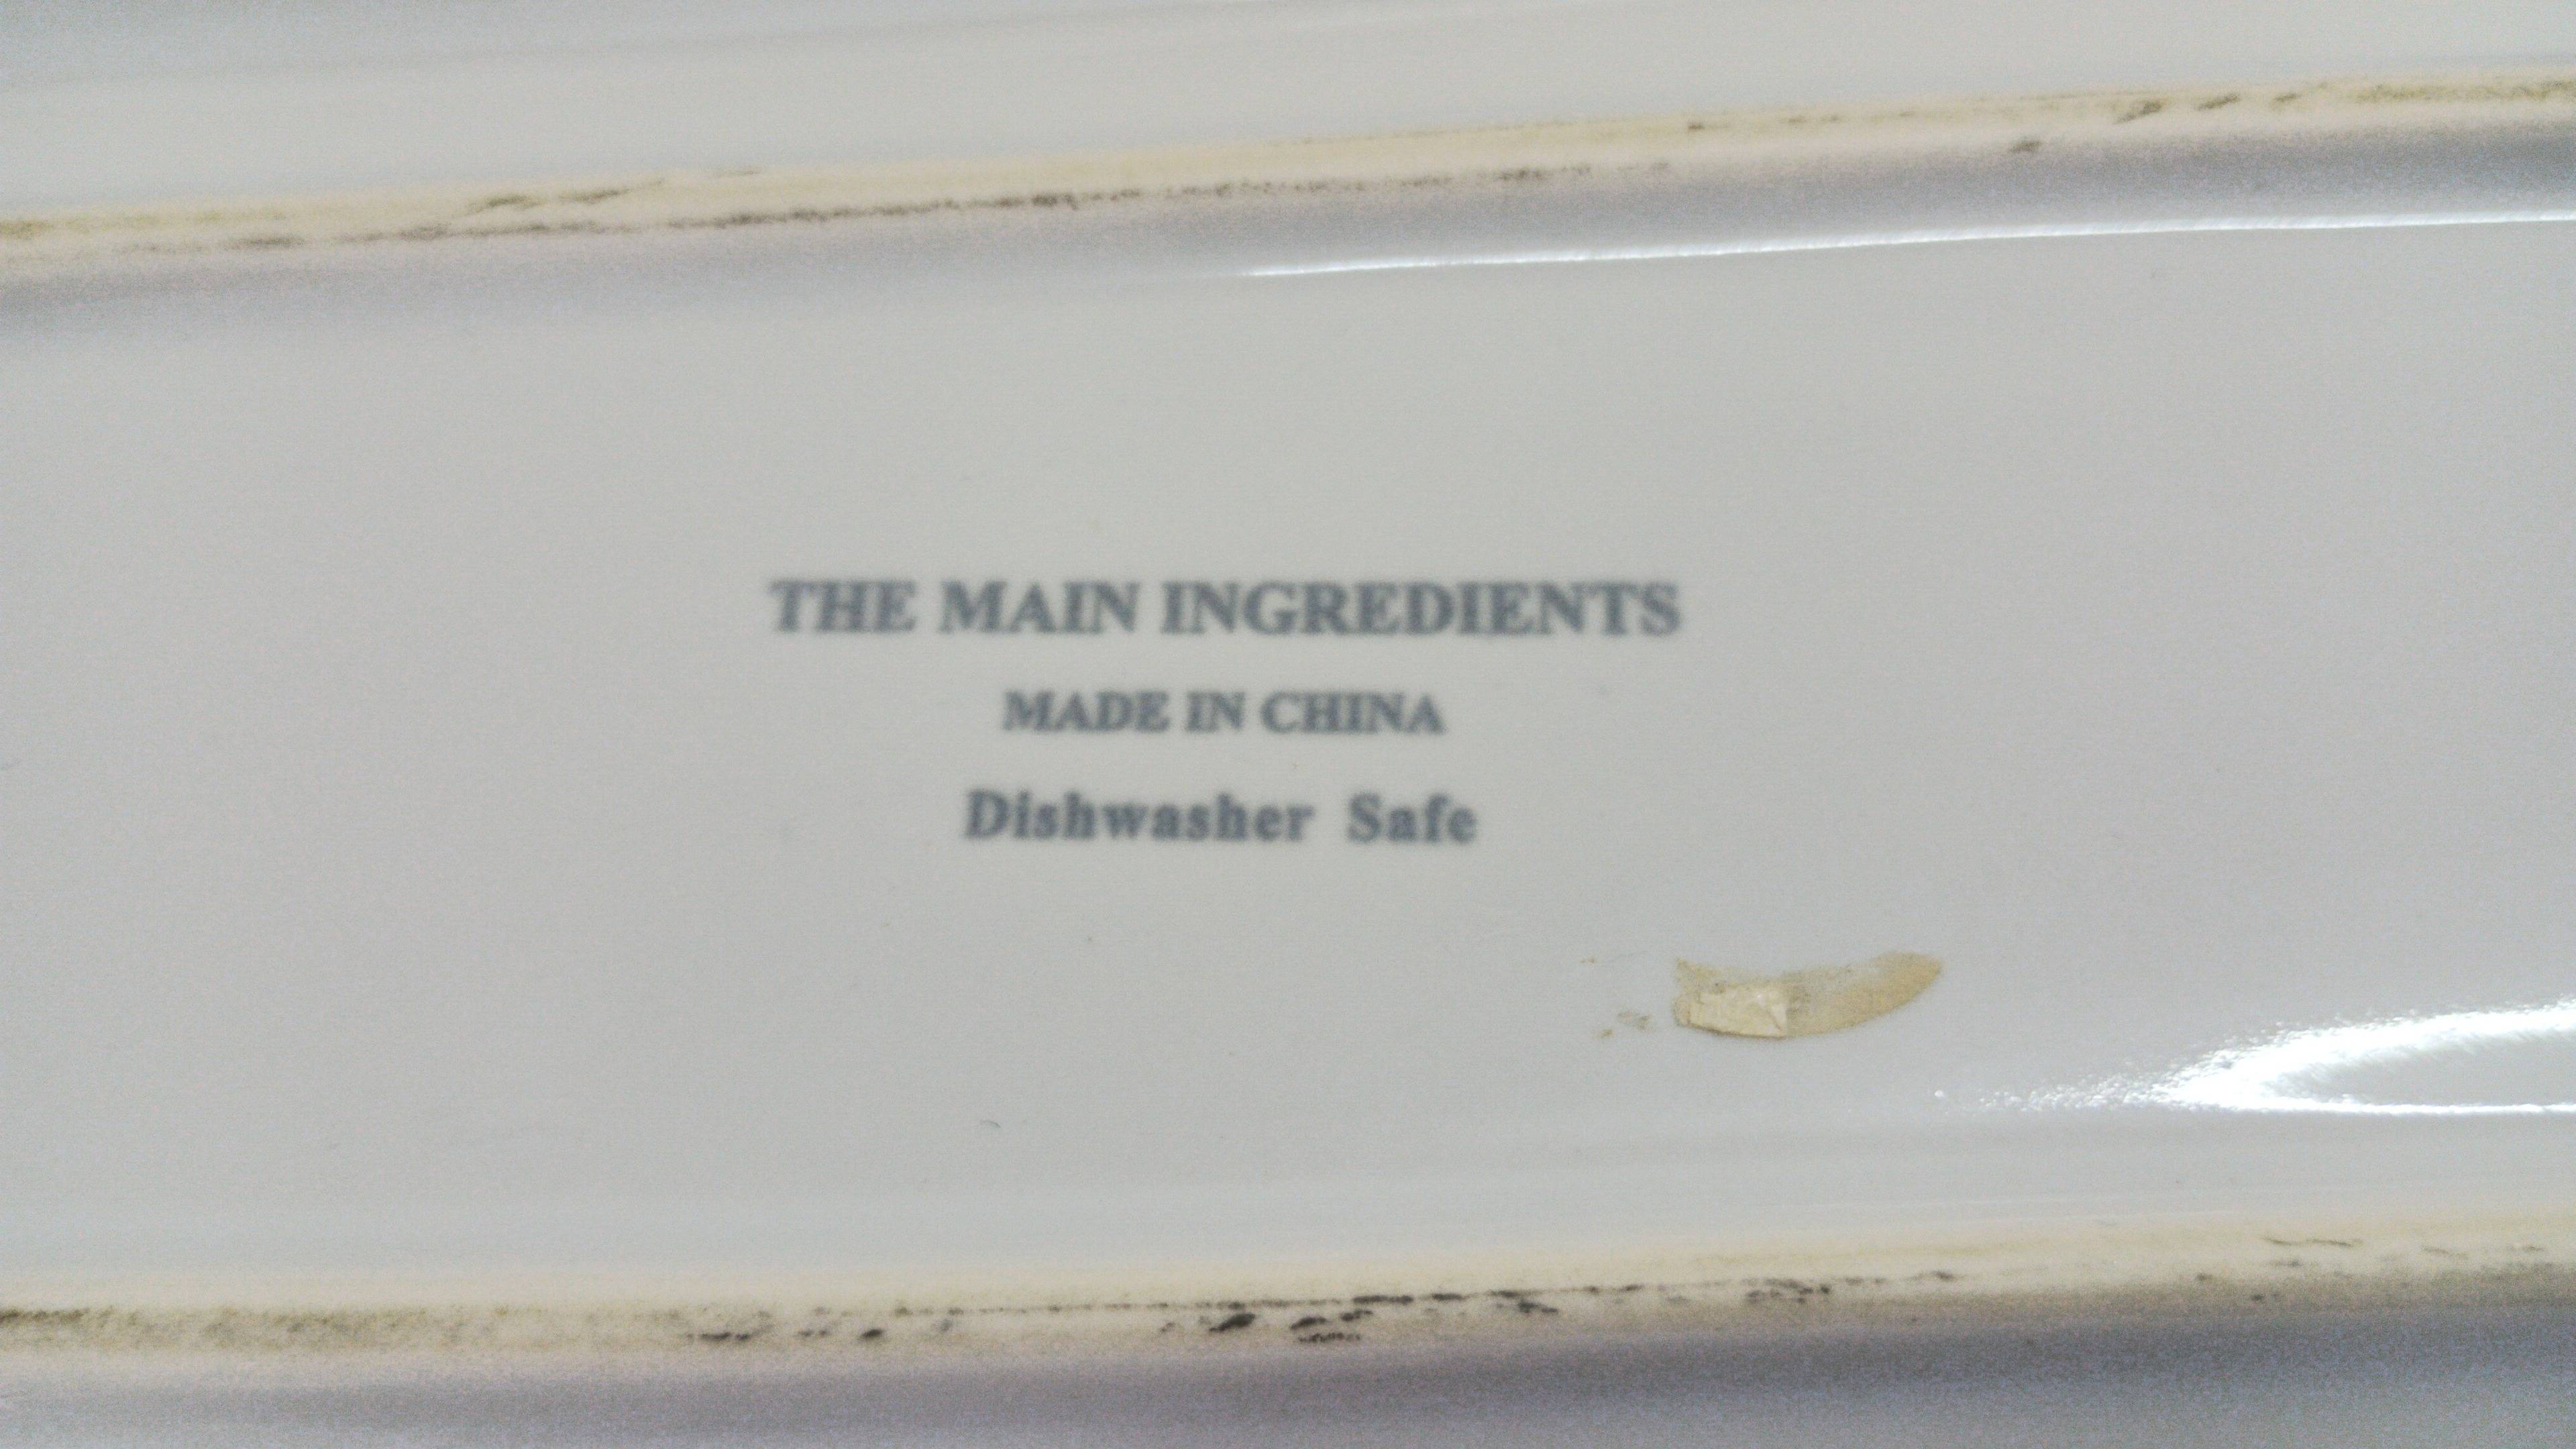 THE MAIN INGREDIENTS
MADE IN CHINA
Dishwasher Safe